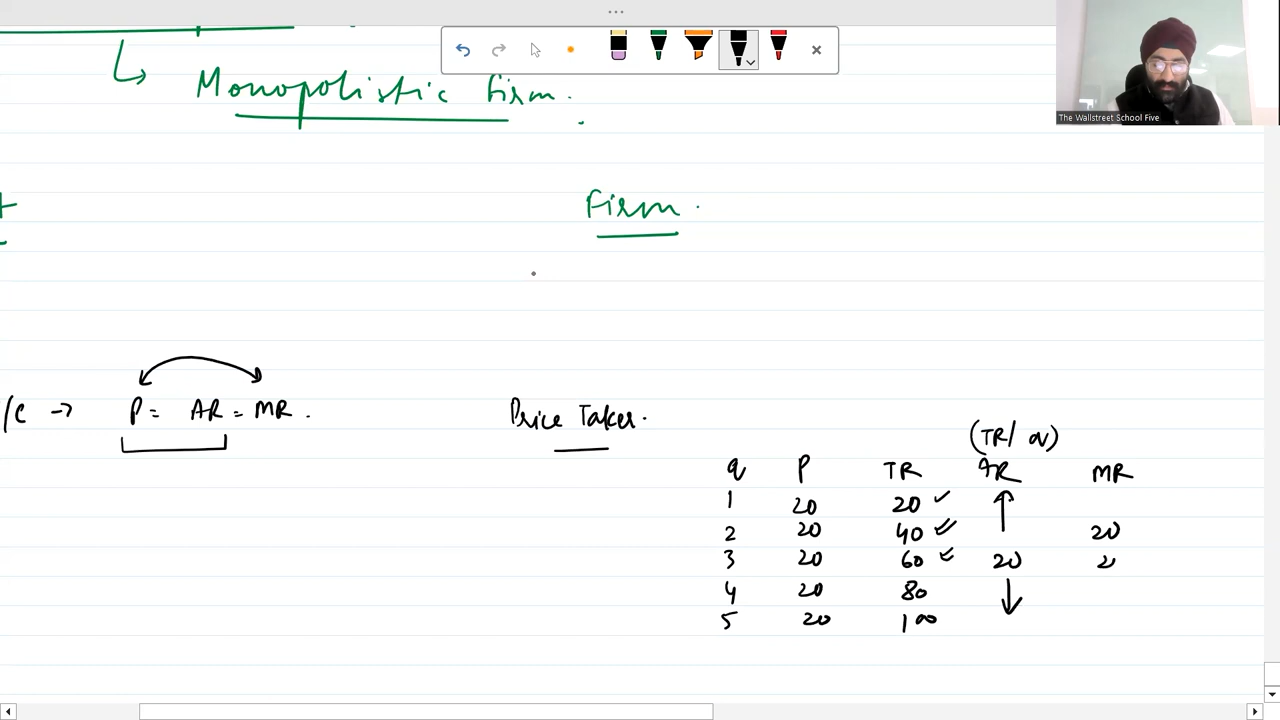 Monopolistic Firm.
The Wallstreet School Five
Firm.
/C → P = AR = MR.
Price Taker.
(TR/Q)
q P TR AR MR
1 20 20
2 20 40 20
3 20 60 20 2
4 20 80
5 20 100